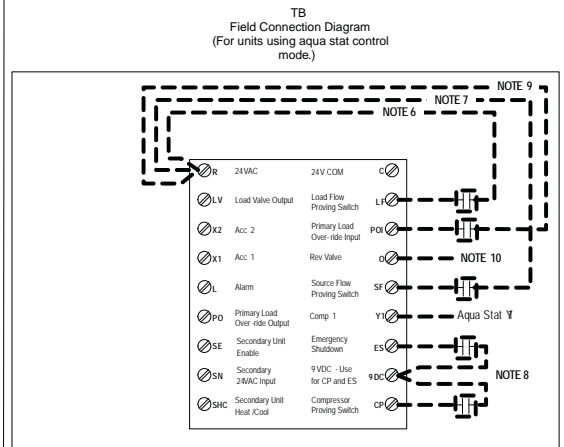 TB
Field Connection Diagram
(For units using aqua stat control
mode.)
NOTE 9
NOTE 7
NOTE 6
R 24VAC 24V COM C
LV Load Valve Output Load Flow
Proving Switch LF
X2 Acc 2 Primary Load
Over- ride Input POI
X1 Acc 1 Rev Valve O NOTE 10
L Alarm Source Flow
Proving Switch SF
PO Primary Load
Over -ride Output Comp 1 Y1 Aqua Stat Y1
SE Secondary Unit
Enable Emergency
Shutdown ES
SN Secondary
24VAC Input 9 VDC - Use
for CP and ES 9DC NOTE 8
SHC Secondary Unit
Heat /Cool Compressor
Proving Switch CP